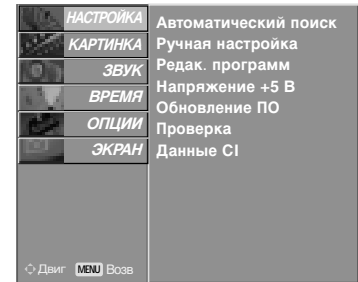 НАСТРОЙКА
КАРТИНКА
ЗВУК
ВРЕМЯ
ОПЦИИ
ЭКРАН
Автоматический поиск
Ручная настройка
Редак. программ
Напряжение +5 В
Обновление ПО
Проверка
Данные CI
Двиг MENU Возв